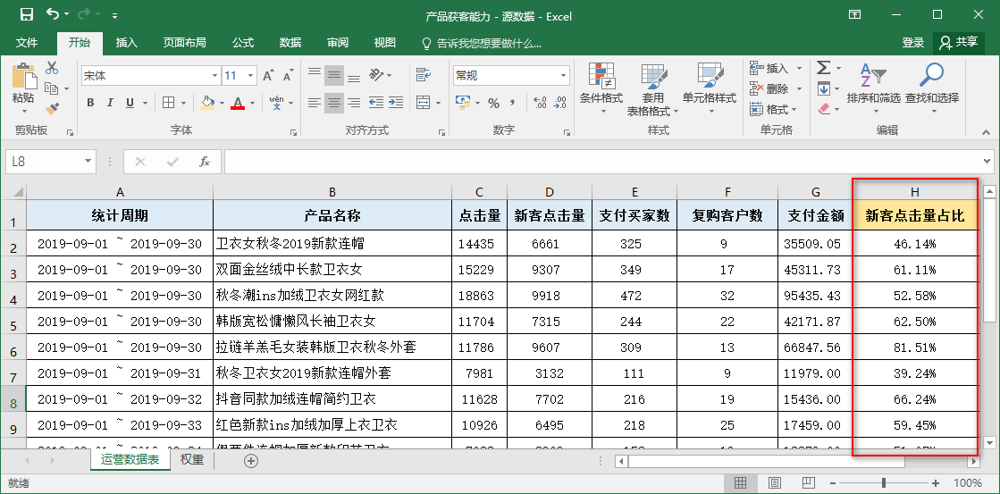 产品获客能力 - 源数据 - Excel
文件 开始 插入 页面布局 公式 数据 审阅 视图 告诉我您想要做什么... 登录 共享
粘贴 宋体 11 A A 常规 条件格式 套用 表格格式 单元格样式 插入 删除 格式 排序和筛选 查找和选择
B I U A wén 文 % , .00 .0
剪贴板 字体 对齐方式 数字 样式 单元格 编辑
L8 fx
A B C D E F G H
1 统计周期 产品名称 点击量 新客点击量 支付买家数 复购客户数 支付金额 新客点击量占比
2 2019-09-01 ~ 2019-09-30 卫衣女秋冬2019新款连帽 14435 6661 325 9 35509.05 46.14%
3 2019-09-01 ~ 2019-09-30 双面金丝绒中长款卫衣女 15229 9307 349 17 45311.73 61.11%
4 2019-09-01 ~ 2019-09-30 秋冬潮ins加绒卫衣女网红款 18863 9918 472 32 95435.43 52.58%
5 2019-09-01 ~ 2019-09-30 韩版宽松慵懒风长袖卫衣女 11704 7315 244 22 42171.87 62.50%
6 2019-09-01 ~ 2019-09-30 拉链羊羔毛女装韩版卫衣秋冬外套 11786 9607 309 13 66847.56 81.51%
7 2019-09-01 ~ 2019-09-31 秋冬卫衣女2019新款连帽外套 7981 3132 111 9 11979.00 39.24%
8 2019-09-01 ~ 2019-09-32 抖音同款加绒连帽简约卫衣 11628 7702 216 19 15436.00 66.24%
9 2019-09-01 ~ 2019-09-33 红色新款ins加绒加厚上衣卫衣 10926 6495 218 25 17459.00 59.45%
运营数据表 权重
就绪 100%